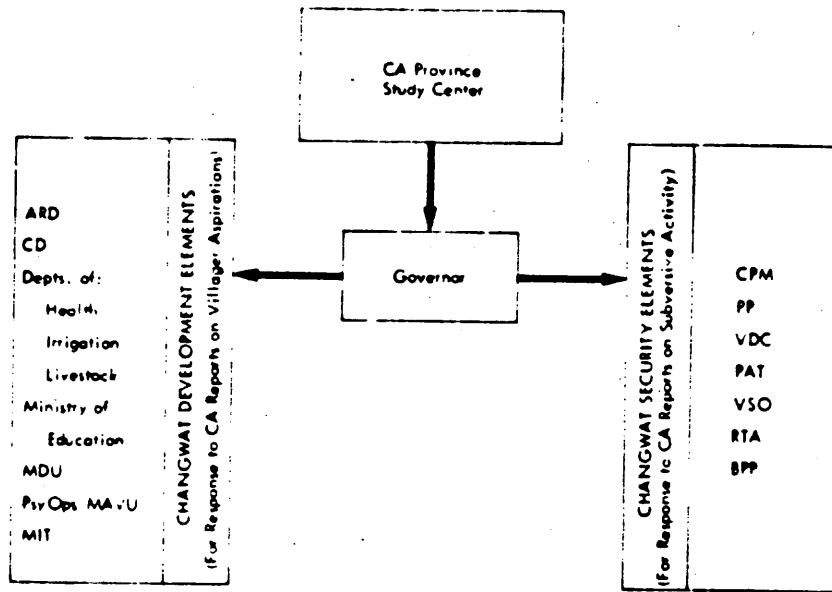 CA Province
Study Center
Governor
ARD
CD
Depts. of:
Health
Irrigation
Livestock
Ministry of
Education
MDU
PsyOps
MIT
CHANGWAT DEVELOPMENT ELEMENTS
(For Response to CA Reports on Villager Aspirations)
CHANGWAT SECURITY ELEMENTS
(For Response to CA Reports on Subversive Activity)
CPM
PP
VDC
PAT
VSO
RTA
BPP